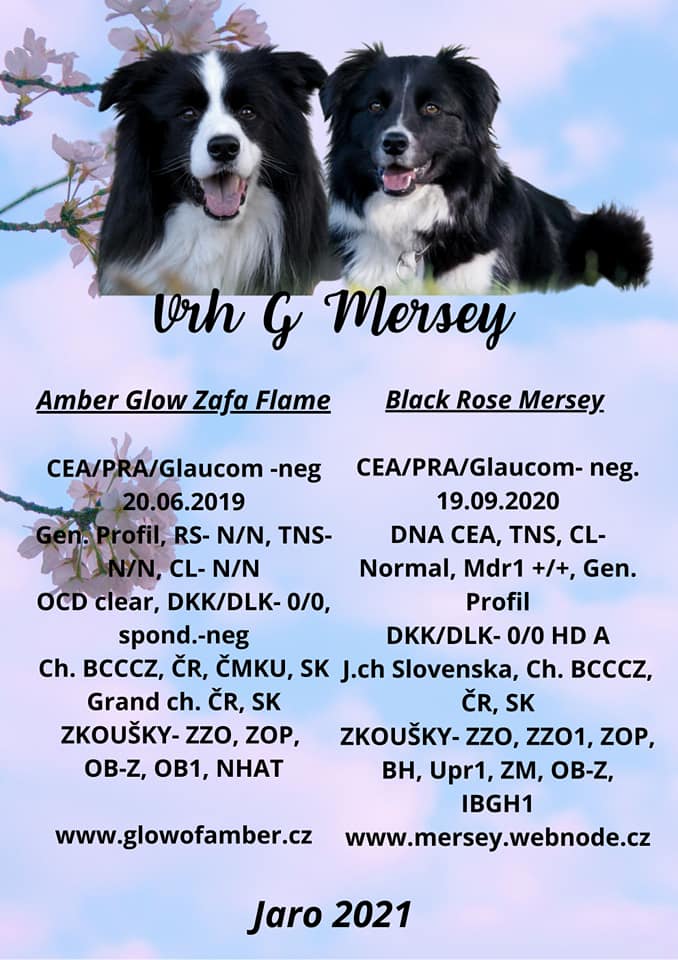 Vrh G Mersey
Amber Glow Zafa Flame
CEA/PRA/Glaucom -neg
20.06.2019
Gen. Profil, RS- N/N, TNS-
N/N, CL- N/N
OCD clear, DKK/DLK- 0/0,
spond.-neg
Ch. BCCCZ, ČR, ČMKU, SK
Grand ch. ČR, SK
ZKOUŠKY- ZZO, ZOP,
OB-Z, OB1, NHAT
www.glowofamber.cz
Black Rose Mersey
CEA/PRA/Glaucom- neg.
19.09.2020
DNA CEA, TNS, CL-
Normal, Mdr1 +/+, Gen.
Profil
DKK/DLK- 0/0 HD A
J.ch Slovenska, Ch. BCCCZ,
ČR, SK
ZKOUŠKY- ZZO, ZZO1, ZOP,
BH, Upr1, ZM, OB-Z,
IBGH1
www.mersey.webnode.cz
Jaro 2021